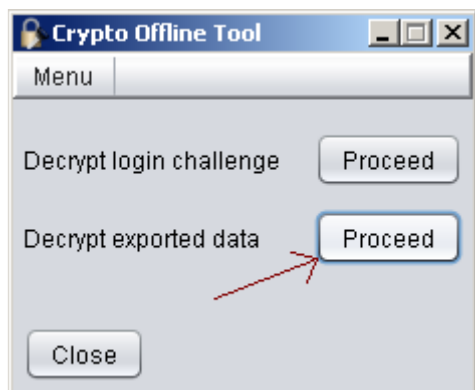 Crypto Offline Tool
Menu
Decrypt login challenge Proceed
Decrypt exported data Proceed
Close